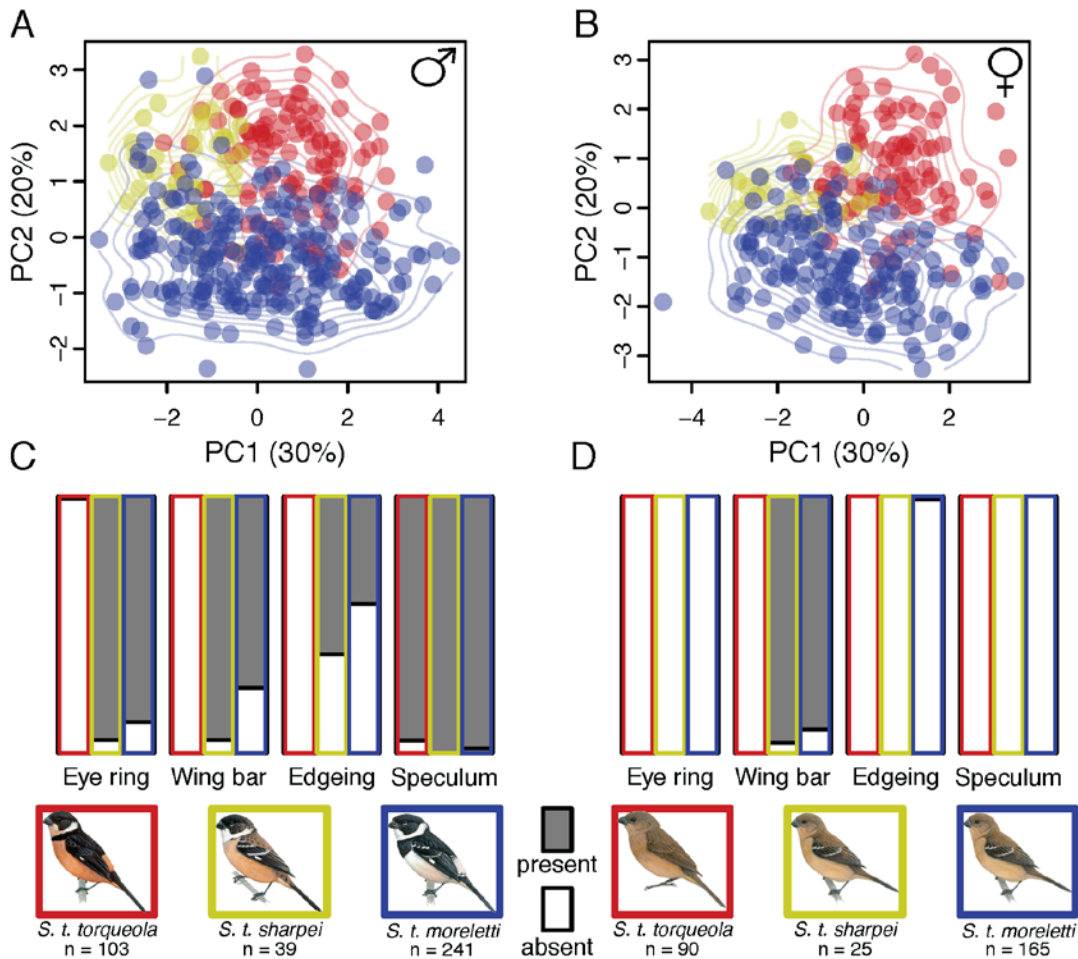 A
B
♂
♀
PC2 (20%)
3
2
1
0
−1
−2
−2
0
2
4
PC1 (30%)
PC2 (20%)
3
2
1
0
−1
−2
−3
−4
−2
0
2
PC1 (30%)
C
D
Eye ring
Wing bar
Edgeing
Speculum
Eye ring
Wing bar
Edgeing
Speculum
present
absent
S. t. torqueola
n = 103
S. t. sharpei
n = 39
S. t. moreletti
n = 241
S. t. torqueola
n = 90
S. t. sharpei
n = 25
S. t. moreletti
n = 165